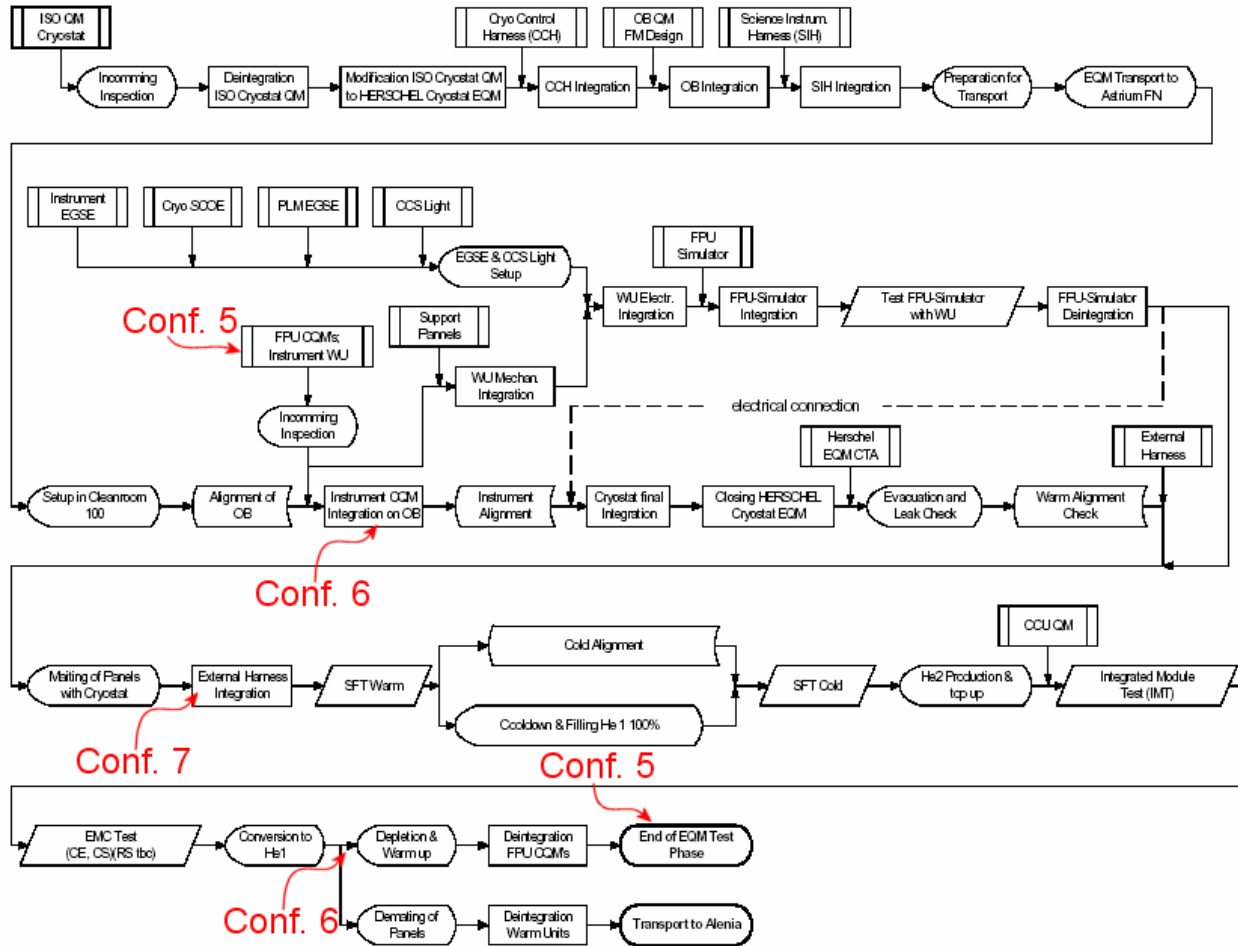 ISO QM
Cryostat
Cryo Control
Harness (CCH)
OB QM
FM Design
Science Instrum.
Harness (SIH)
Incomming
Inspection
Deintegration
ISO Cryostat QM
Modification ISO Cryostat QM
to HERSCHEL Cryostat EQM
CCH Integration
OB Integration
SIH Integration
Preparation for
Transport
EQM Transport to
Astrium FN
Instrument
EGSE
Cryo SCOE
PLM EGSE
CCS Light
EGSE & CCS Light
Setup
FPU
Simulator
WU Electr.
Integration
FPU-Simulator
Integration
Test FPU-Simulator
with WU
FPU-Simulator
Deintegration
Conf. 5
FPU CQM's;
Instrument WU
Support
Pannels
WU Mechan.
Integration
Incomming
Inspection
electrical connection
Herschel
EQM CTA
External
Harness
Setup in Cleanroom
100
Alignment of
OB
Instrument CQM
Integration on OB
Instrument
Alignment
Cryostat final
Integration
Closing HERSCHEL
Cryostat EQM
Evacuation and
Leak Check
Warm Alignment
Check
Conf. 6
CCU QM
Maiting of Panels
with Cryostat
External Harness
Integration
SFT Warm
Cold Alignment
Cooldown & Filling He 1 100%
SFT Cold
He2 Production &
top up
Integrated Module
Test (IMT)
Conf. 7
Conf. 5
EMC Test
(CE, CS)(RS tbc)
Conversion to
He1
Depletion &
Warm up
Deintegration
FPU CQM's
End of EQM Test
Phase
Conf. 6
Demating of
Panels
Deintegration
Warm Units
Transport to Alenia